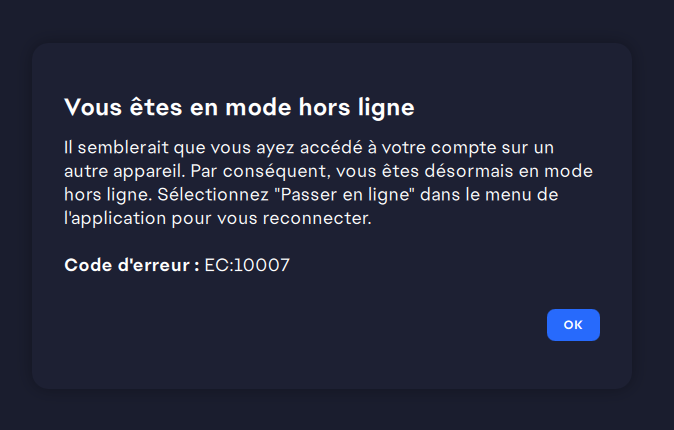 Vous êtes en mode hors ligne
Il semblerait que vous ayez accédé à votre compte sur un
autre appareil. Par conséquent, vous êtes désormais en mode
hors ligne. Sélectionnez "Passer en ligne" dans le menu de
l'application pour vous reconnecter.
Code d'erreur : EC:10007
OK